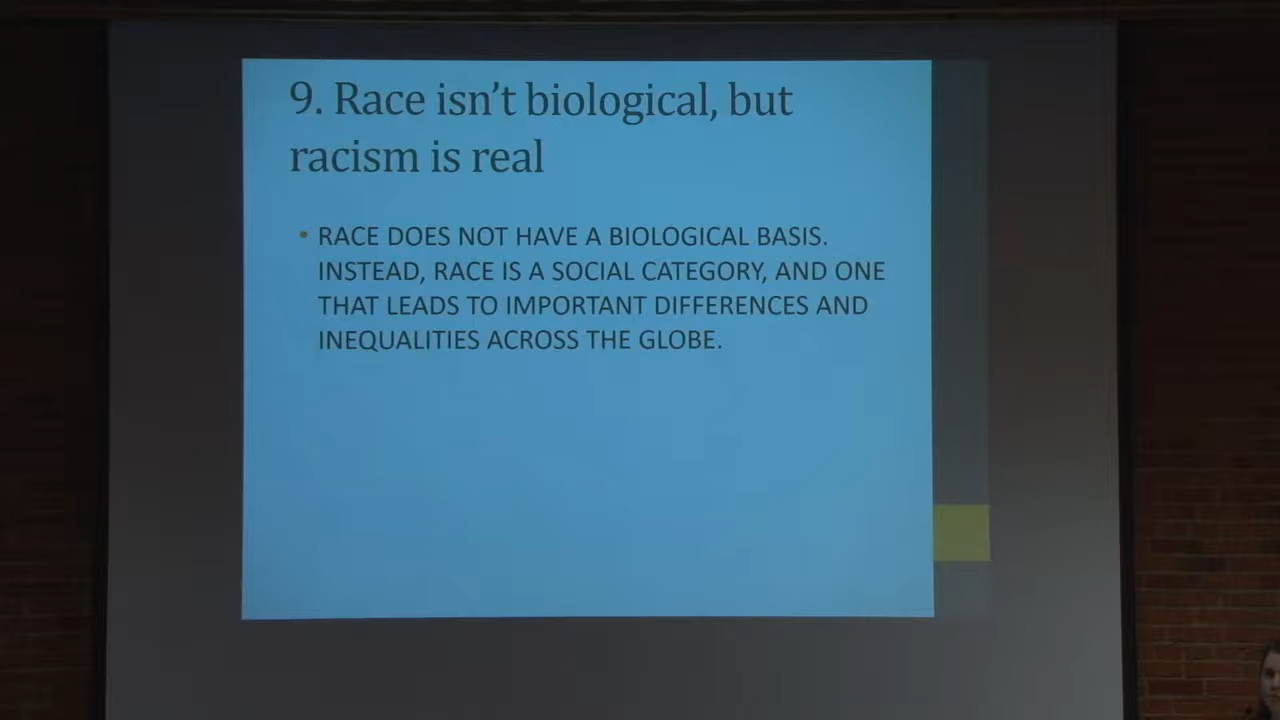 9. Race isn't biological, but
racism is real
• RACE DOES NOT HAVE A BIOLOGICAL BASIS.
INSTEAD, RACE IS A SOCIAL CATEGORY, AND ONE
THAT LEADS TO IMPORTANT DIFFERENCES AND
INEQUALITIES ACROSS THE GLOBE.